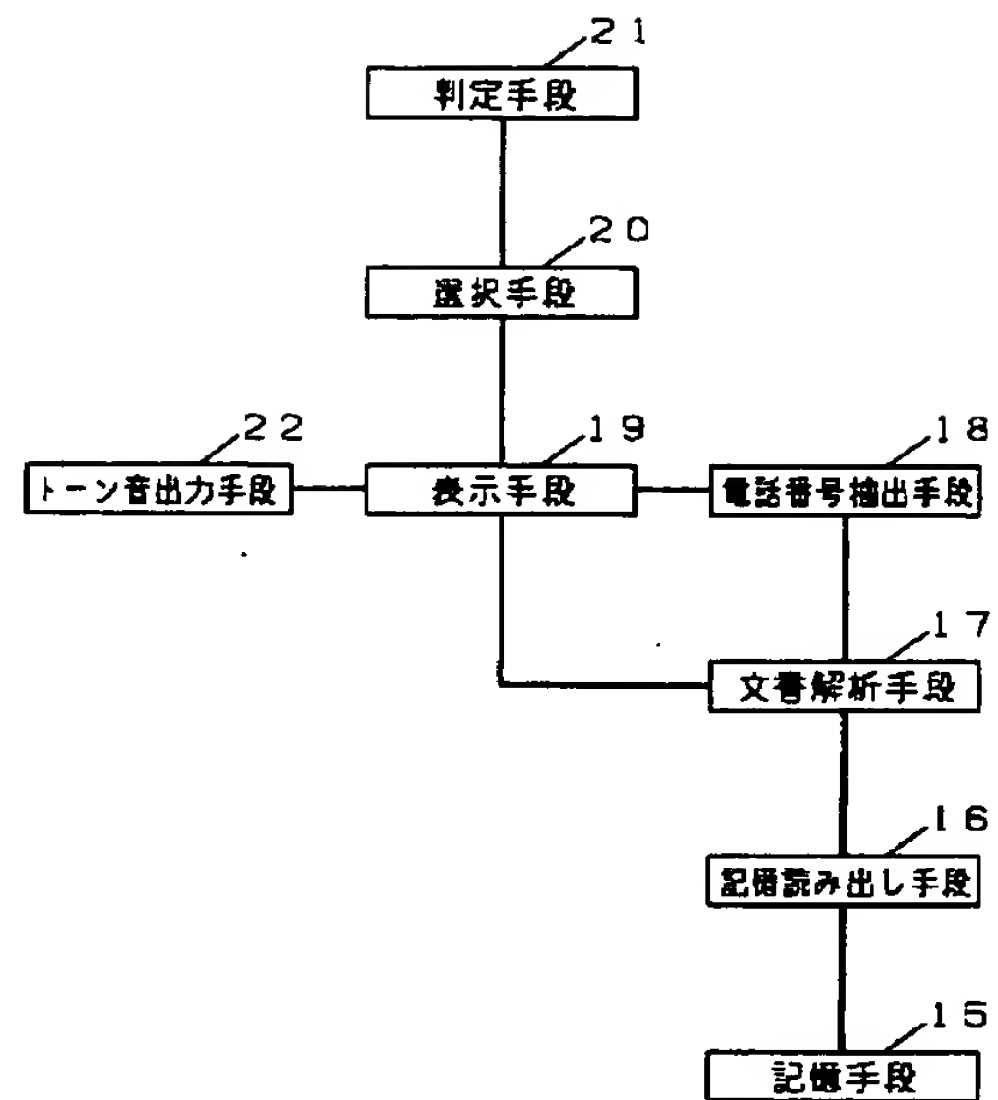 21
判定手段
20
選択手段
22
19
18
トーン音出力手段
表示手段
電話番号抽出手段
17
文書解析手段
16
記憶読み出し手段
15
記憶手段